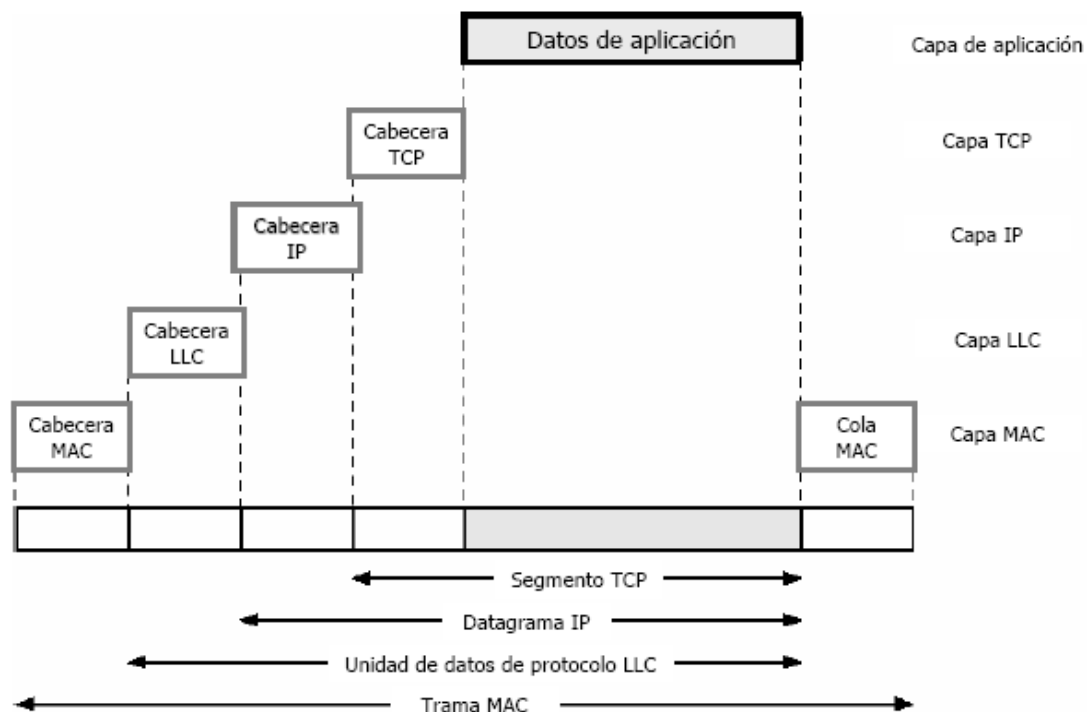 Datos de aplicación
Capa de aplicación
Cabecera
TCP
Capa TCP
Cabecera
IP
Capa IP
Cabecera
LLC
Capa LLC
Cabecera
MAC
Cola
MAC
Capa MAC
Segmento TCP
Datagrama IP
Unidad de datos de protocolo LLC
Trama MAC